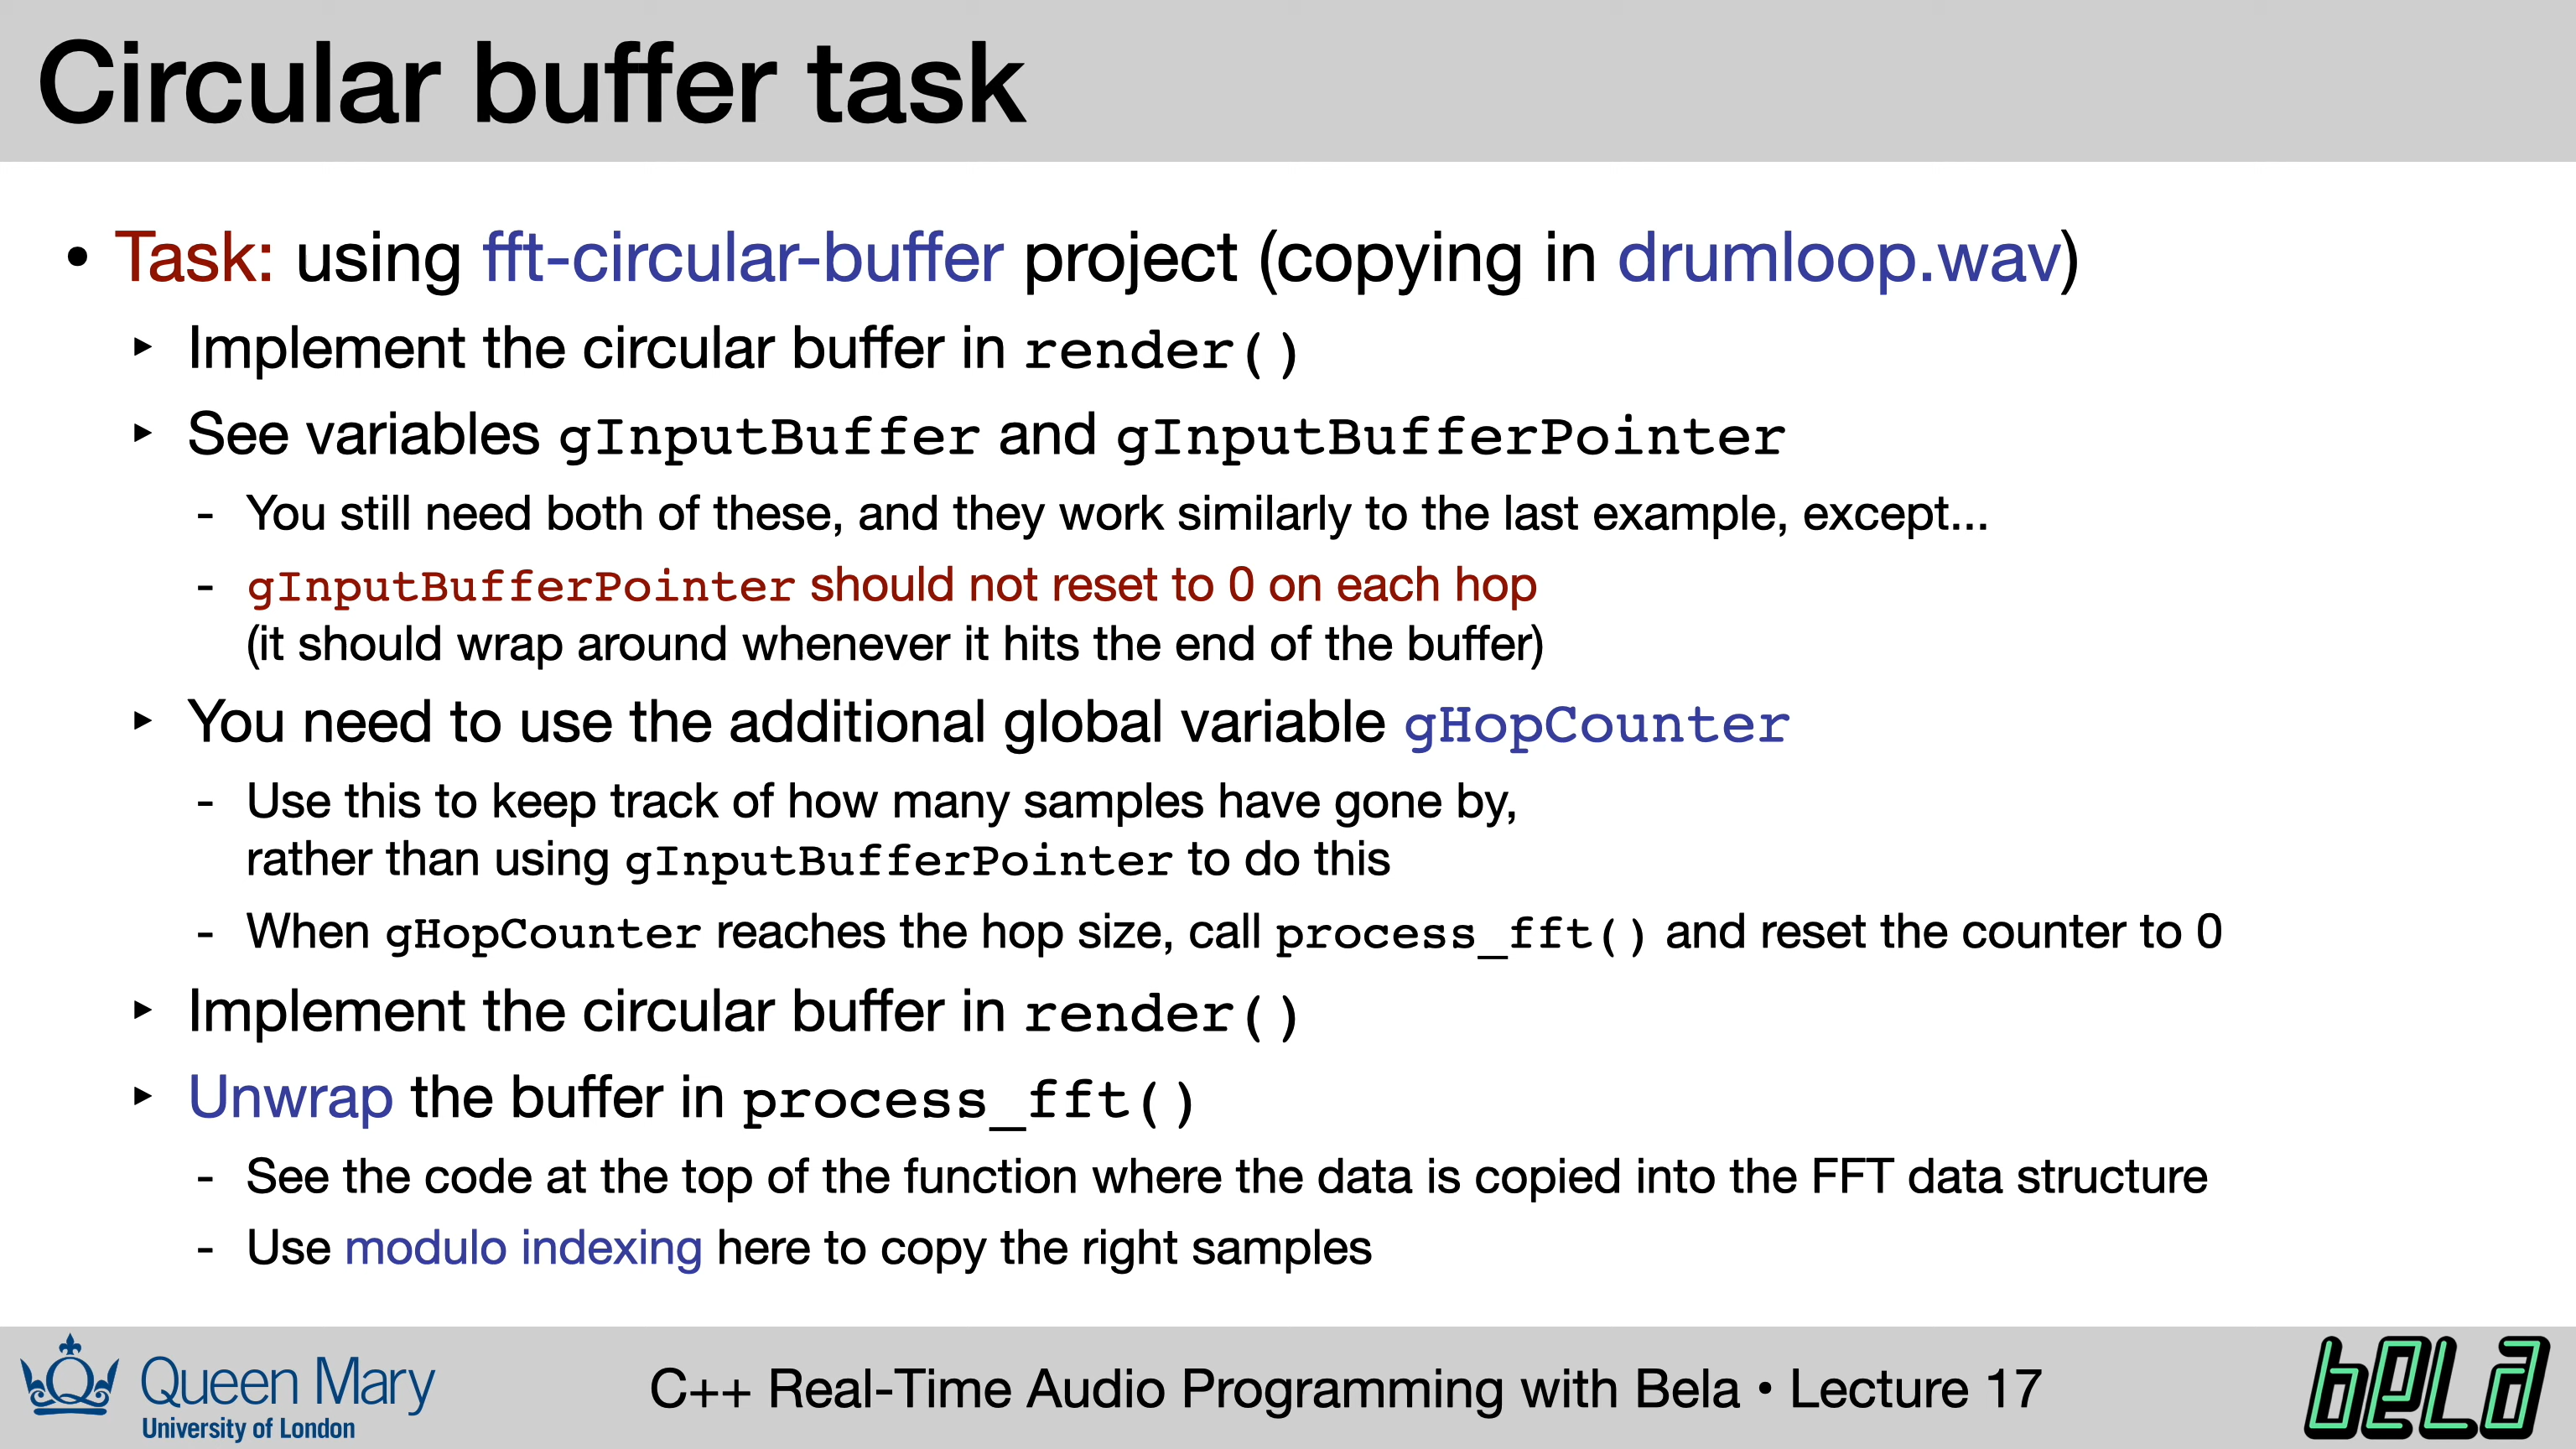 Circular buffer task
• Task: using fft-circular-buffer project (copying in drumloop.wav)
‣ Implement the circular buffer in render()
‣ See variables gInputBuffer and gInputBufferPointer
- You still need both of these, and they work similarly to the last example, except...
- gInputBufferPointer should not reset to 0 on each hop
(it should wrap around whenever it hits the end of the buffer)
‣ You need to use the additional global variable gHopCounter
- Use this to keep track of how many samples have gone by,
rather than using gInputBufferPointer to do this
- When gHopCounter reaches the hop size, call process_fft() and reset the counter to 0
‣ Implement the circular buffer in render()
‣ Unwrap the buffer in process_fft()
- See the code at the top of the function where the data is copied into the FFT data structure
- Use modulo indexing here to copy the right samples
Queen Mary
University of London
C++ Real-Time Audio Programming with Bela • Lecture 17
bela